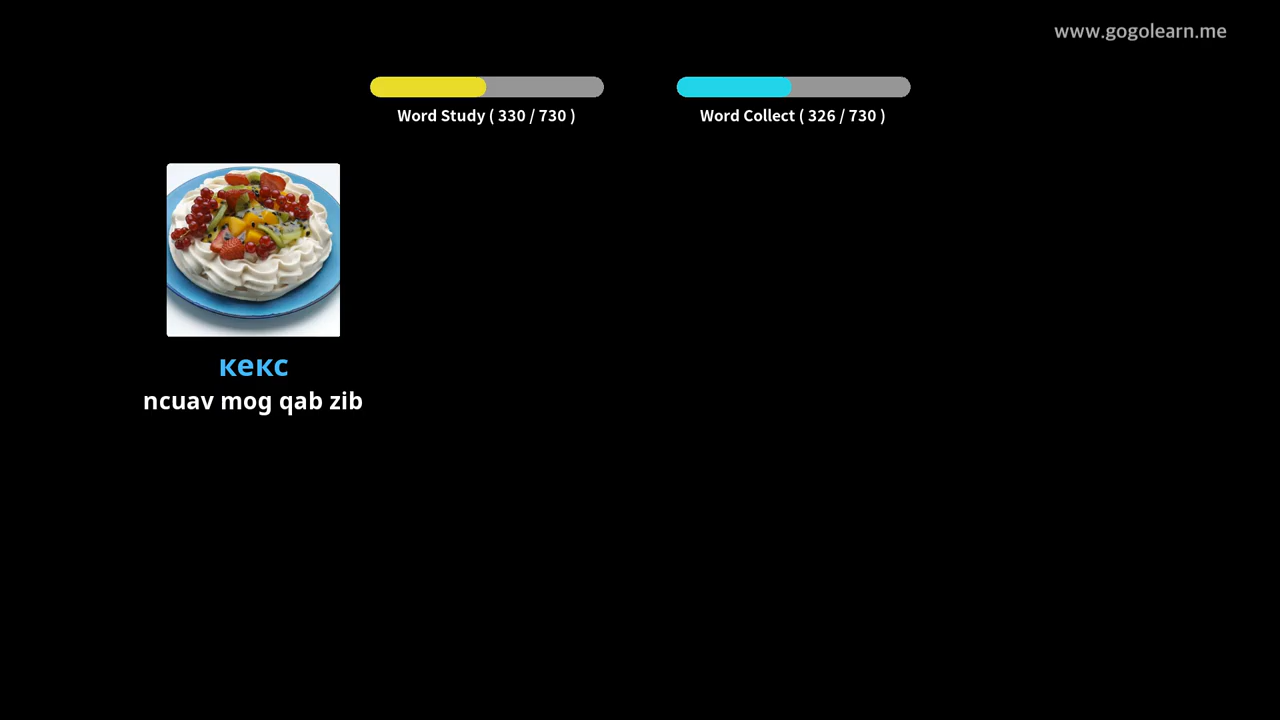 www.gogolearn.me
Word Study ( 330 / 730 )
Word Collect ( 326 / 730 )
кекс
ncuav mog qab zib